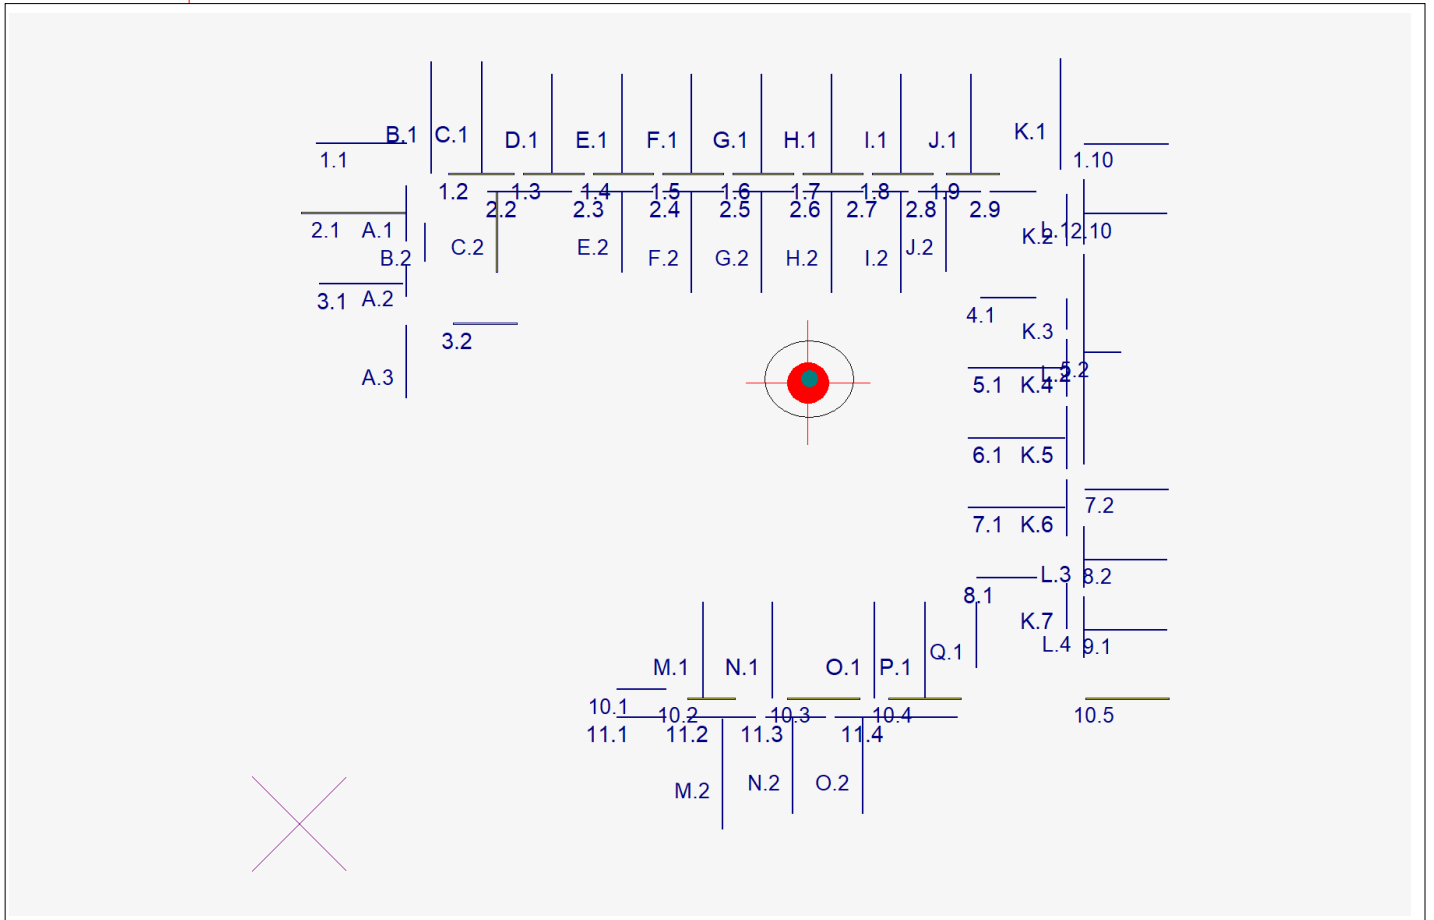 B.1 C.1 D.1 E.1 F.1 G.1 H.1 I.1 J.1 K.1
1.1 1.10
1.2 1.3 1.4 1.5 1.6 1.7 1.8 1.9
2.2 2.3 2.4 2.5 2.6 2.7 2.8 2.9
2.1 A.1 K.2 L.1 2.10
B.2 C.2 E.2 F.2 G.2 H.2 I.2 J.2
3.1 A.2
4.1
3.2 K.3
A.3 5.1 K.4 L.2 5.2
6.1 K.5
7.2
7.1 K.6
L.3 8.2
8.1
K.7
M.1 N.1 O.1 P.1 Q.1 L.4 9.1
10.1 10.2 10.3 10.4 10.5
11.1 11.2 11.3 11.4
M.2 N.2 O.2